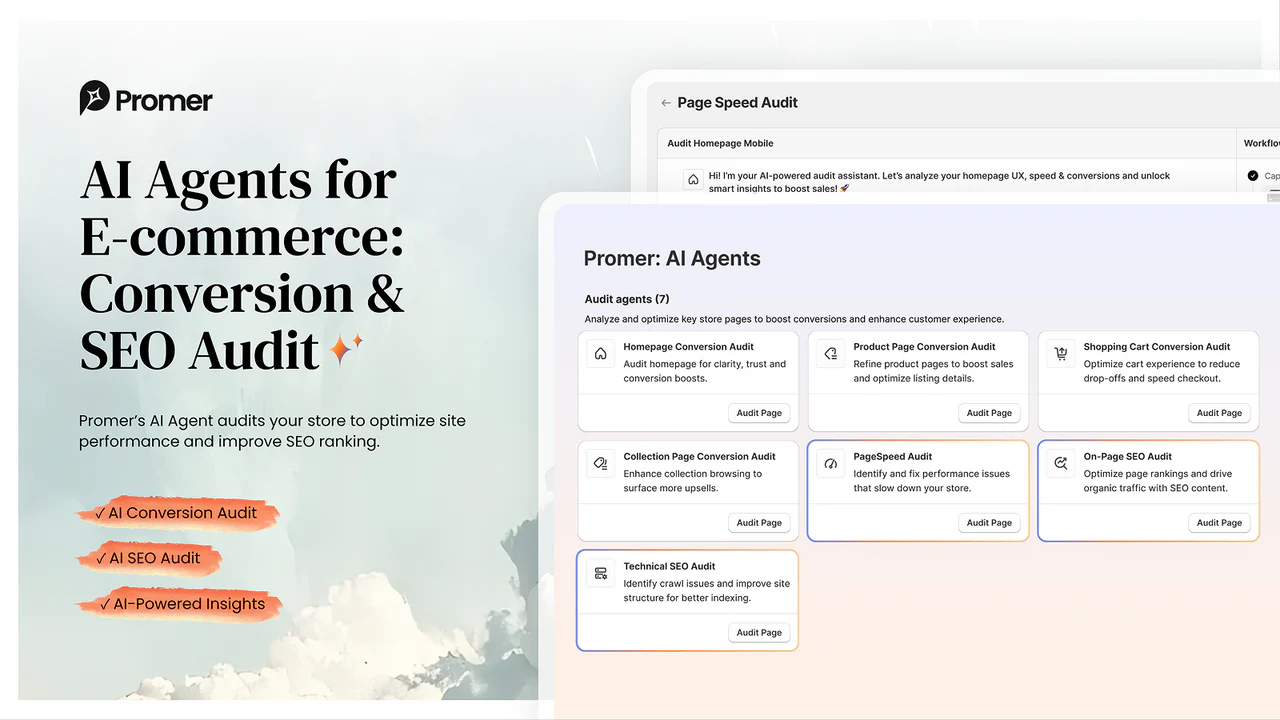 Promer
AI Agents for
E-commerce:
Conversion &
SEO Audit
Promer's AI Agent audits your store to optimize site
performance and improve SEO ranking.
✓ AI Conversion Audit
✓ AI SEO Audit
✓ AI-Powered Insights
← Page Speed Audit
Audit Homepage Mobile
Hi! I'm your AI-powered audit assistant. Let's analyze your homepage UX, speed & conversions and unlock
smart insights to boost sales! 🚀
Promer: AI Agents
Audit agents (7)
Analyze and optimize key store pages to boost conversions and enhance customer experience.
Homepage Conversion Audit
Audit homepage for clarity, trust and
conversion boosts.
Audit Page
Product Page Conversion Audit
Refine product pages to boost sales
and optimize listing details.
Audit Page
Shopping Cart Conversion Audit
Optimize cart experience to reduce
drop-offs and speed checkout.
Audit Page
Collection Page Conversion Audit
Enhance collection browsing to
surface more upsells.
Audit Page
PageSpeed Audit
Identify and fix performance issues
that slow down your store.
Audit Page
On-Page SEO Audit
Optimize page rankings and drive
organic traffic with SEO content.
Audit Page
Technical SEO Audit
Identify crawl issues and improve site
structure for better indexing.
Audit Page